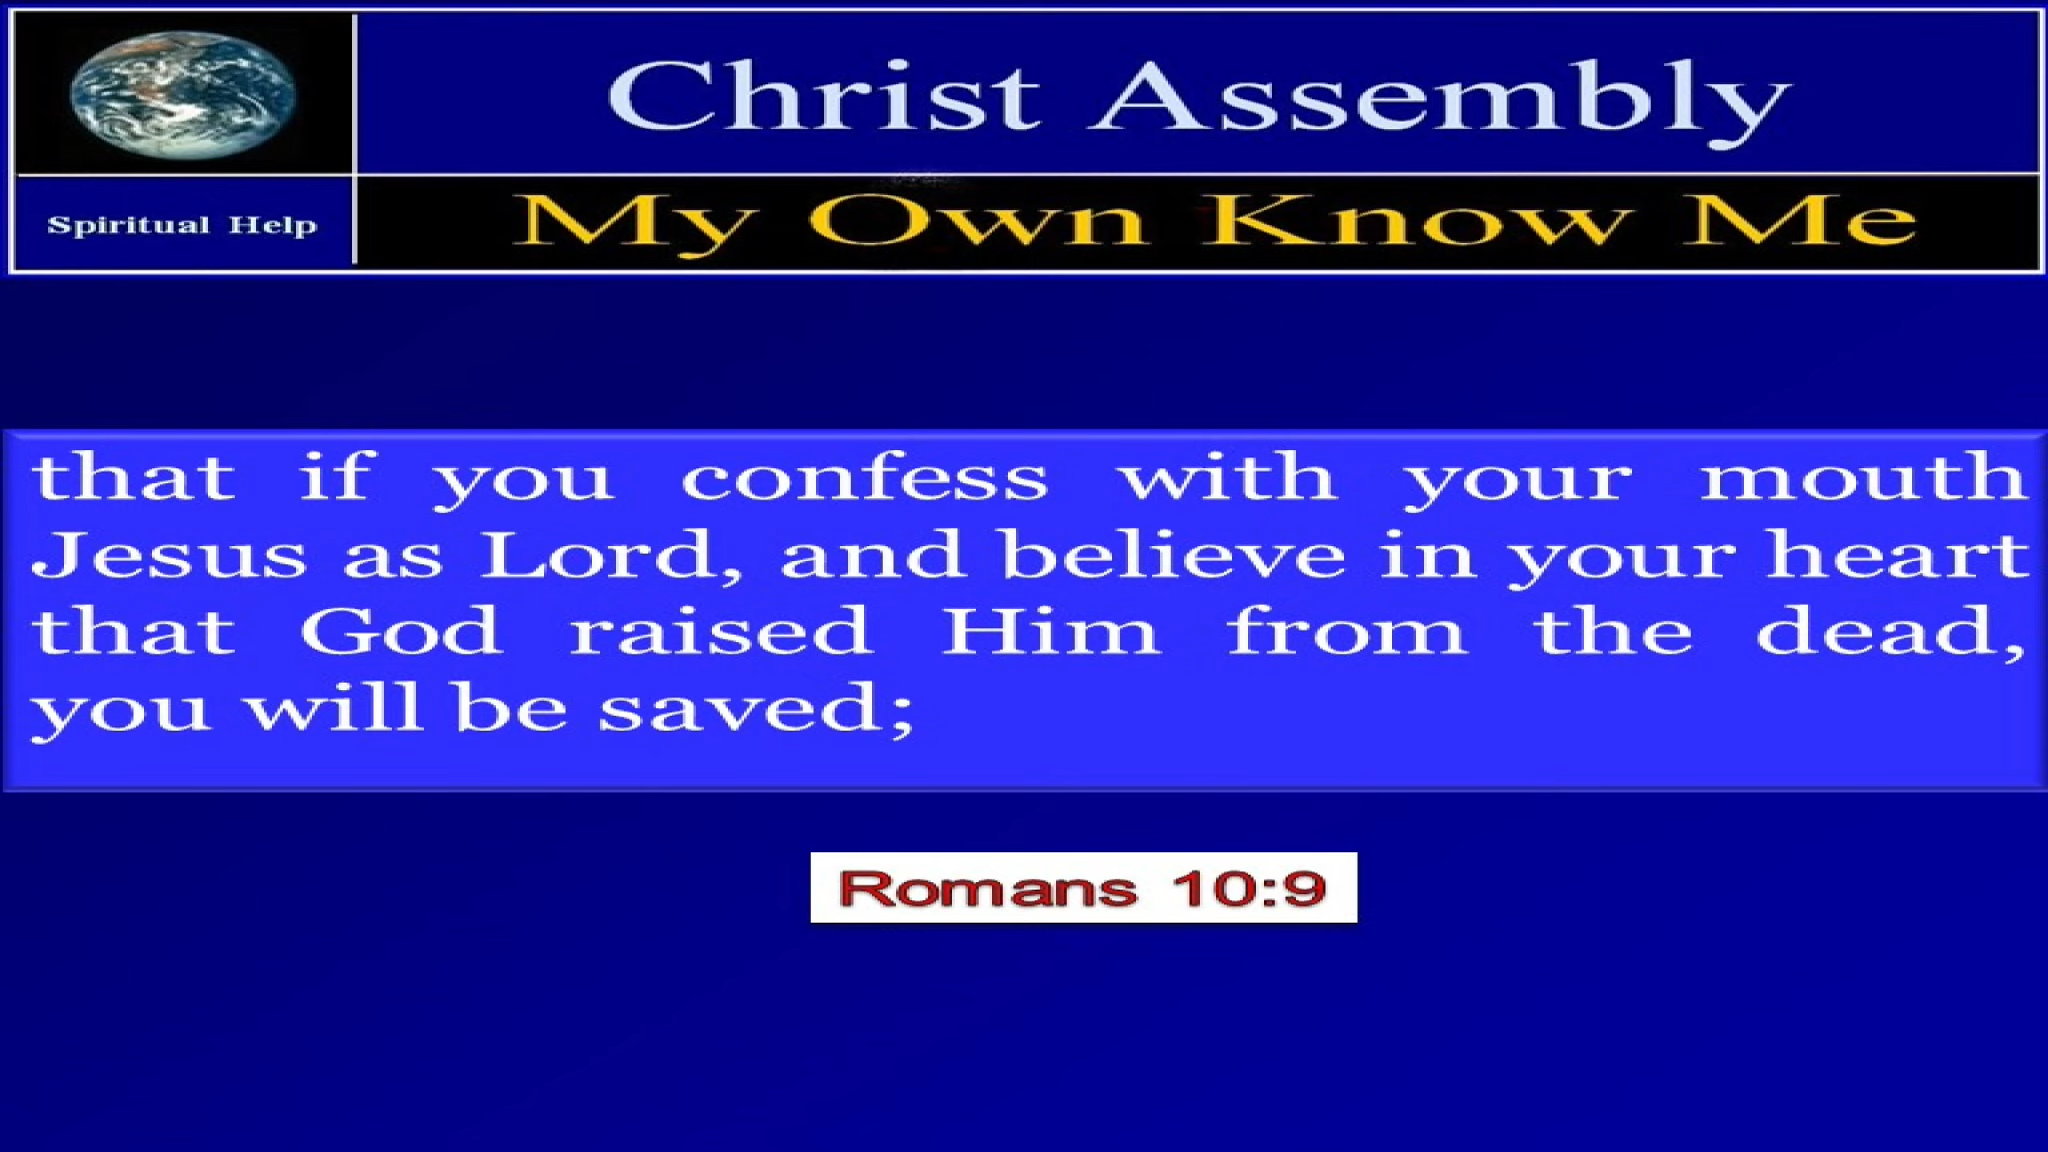 Christ Assembly
Spiritual Help
My Own Know Me
that if you confess with your mouth
Jesus as Lord, and believe in your heart
that God raised Him from the dead,
you will be saved;
Romans 10:9